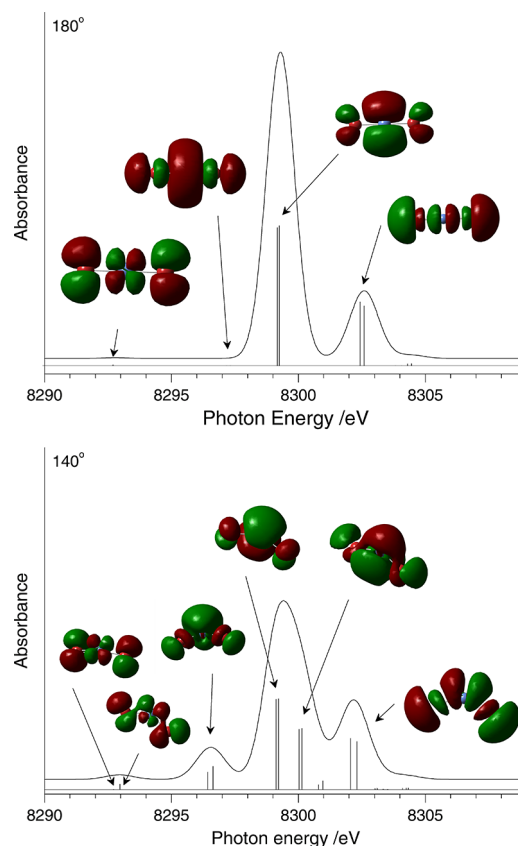 180°
Absorbance
8290 8295 8300 8305
Photon Energy /eV
140°
Absorbance
8290 8295 8300 8305
Photon energy /eV